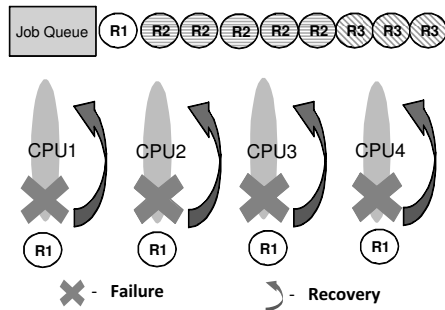 Job Queue R1 R2 R2 R2 R2 R2 R3 R3 R3
CPU1 CPU2 CPU3 CPU4
R1 R1 R1 R1
- Failure - Recovery